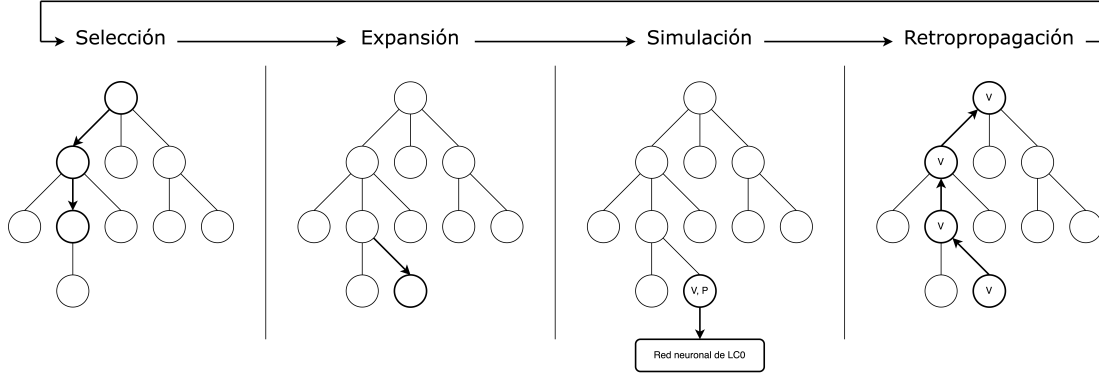 Selección
Expansión
Simulación
Retropropagación
V
V
V
V, P
V
Red neuronal de LC0